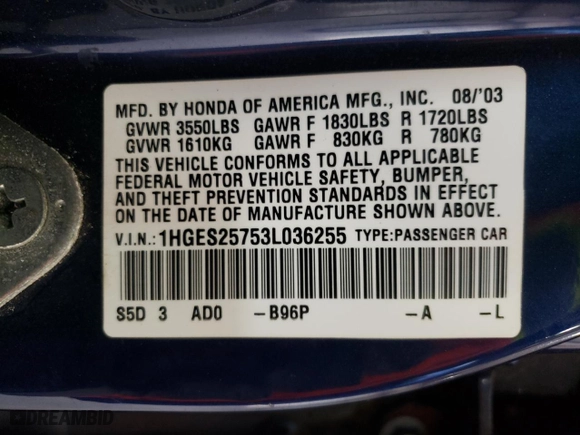 MFD. BY HONDA OF AMERICA MFG., INC. 08/'03
GVWR 3550LBS GAWR F 1830LBS R 1720LBS
GVWR 1610KG GAWR F 830KG R 780KG
THIS VEHICLE CONFORMS TO ALL APPLICABLE
FEDERAL MOTOR VEHICLE SAFETY, BUMPER,
AND THEFT PREVENTION STANDARDS IN EFFECT
ON THE DATE OF MANUFACTURE SHOWN ABOVE.
V.I.N.: 1HGES25753L036255 TYPE:PASSENGER CAR
S5D 3 AD0 -B96P -A -L
DREAMBID